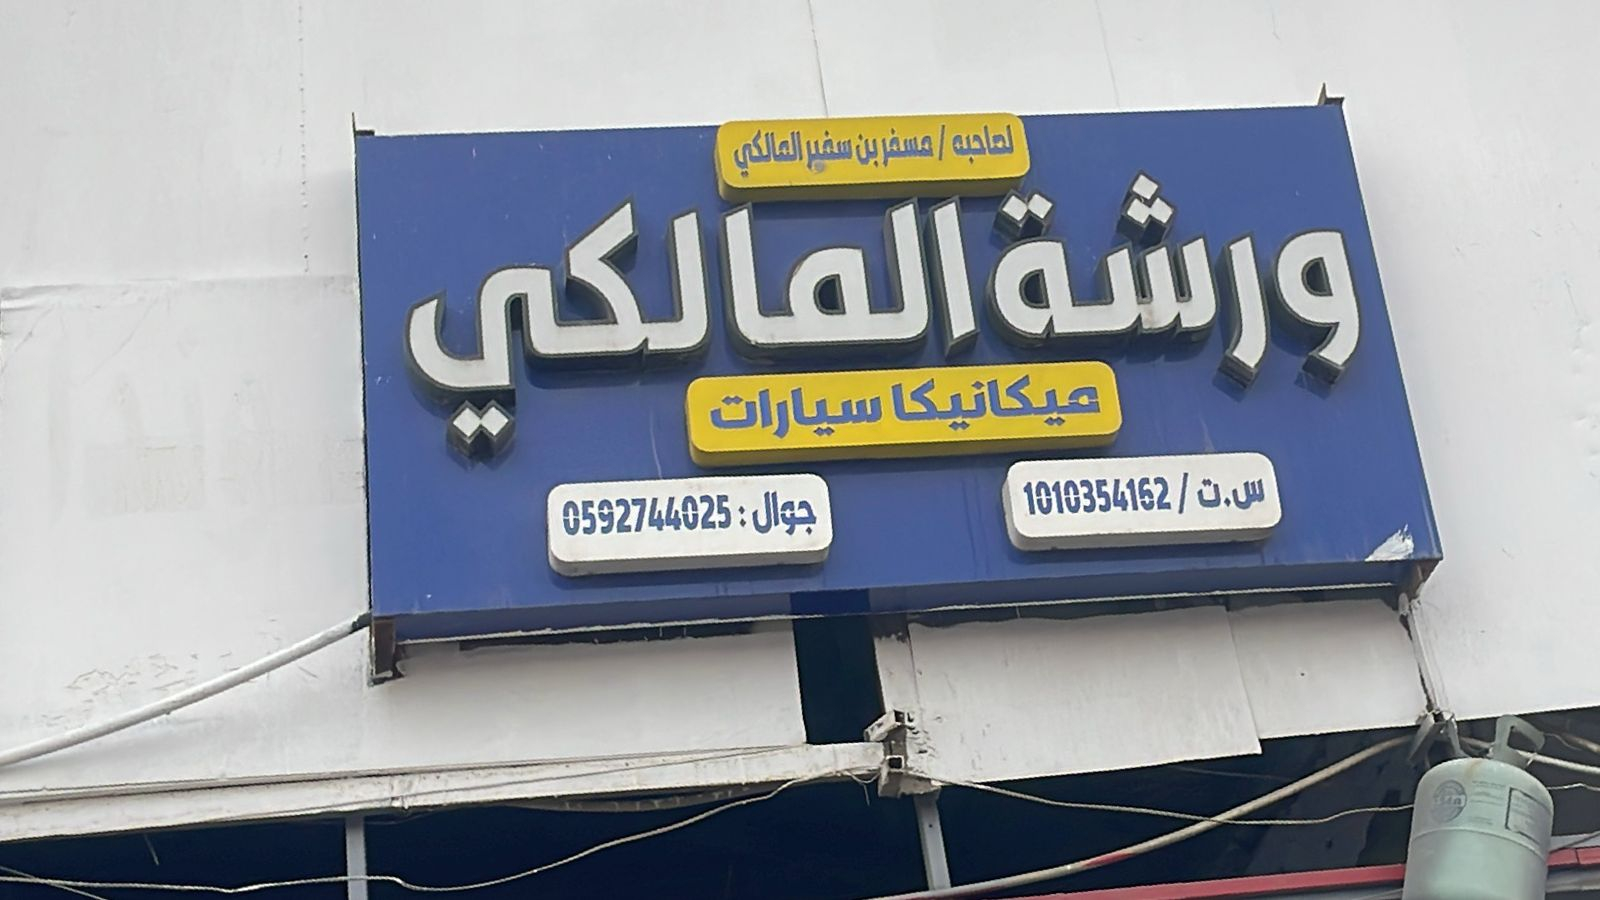 لصاحبه / مسفر بن سفير المالكي
ورشة المالكي
ميكانيكا سيارات
س.ت / 1010354162
جوال : 0592744025